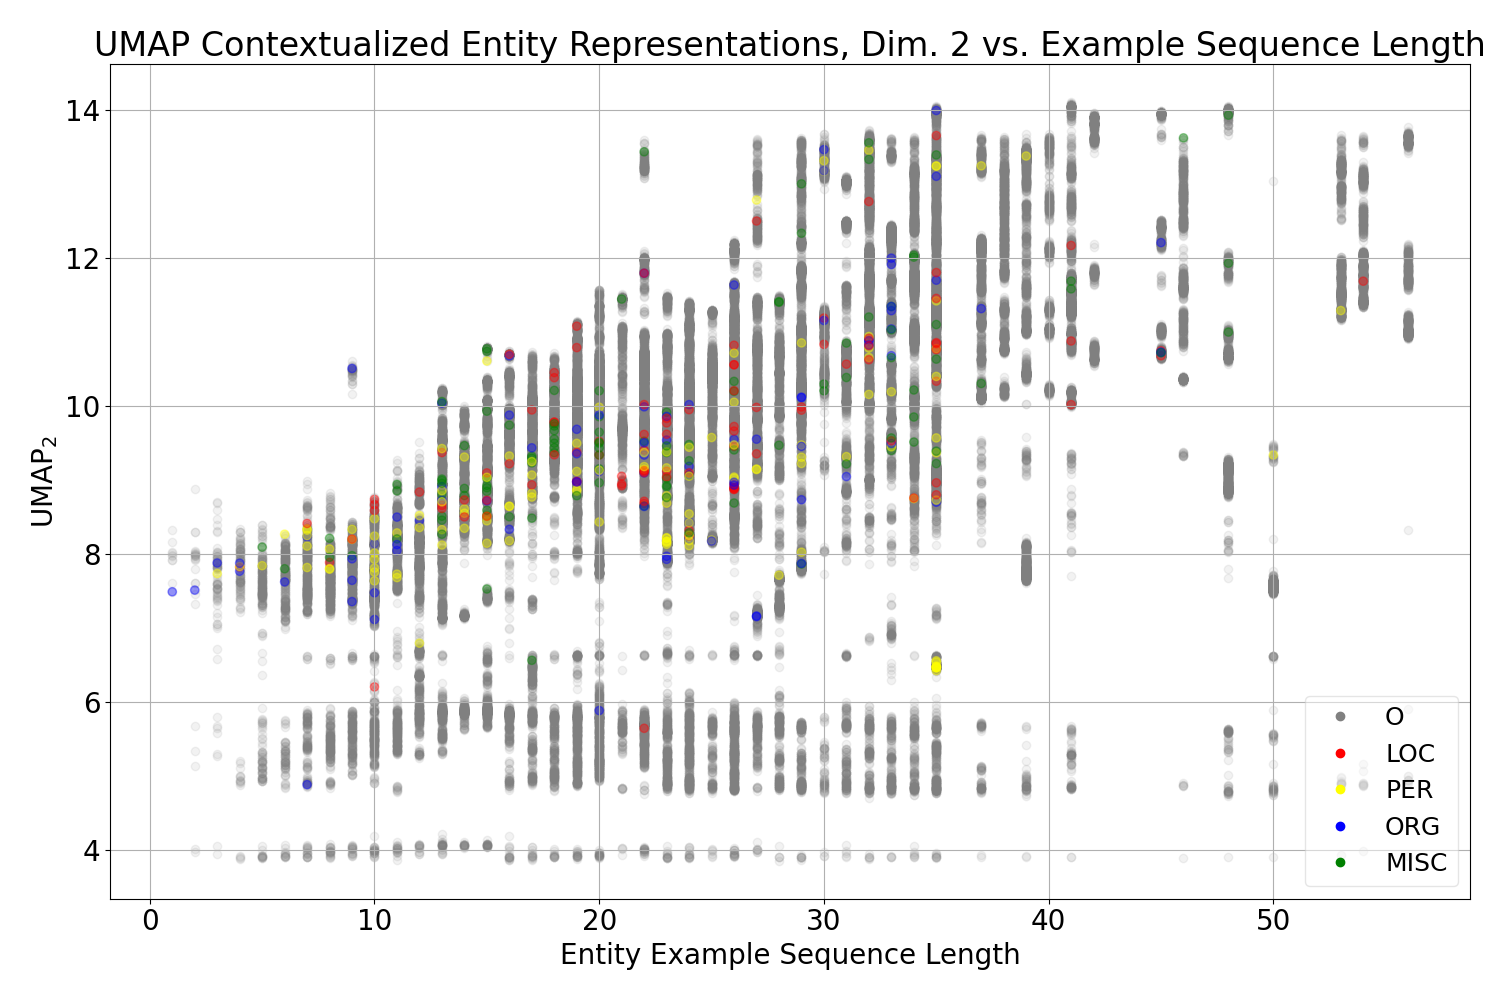 UMAP Contextualized Entity Representations, Dim. 2 vs. Example Sequence Length
UMAP₂
14
12
10
8
6
4
0 10 20 30 40 50
Entity Example Sequence Length
O
LOC
PER
ORG
MISC